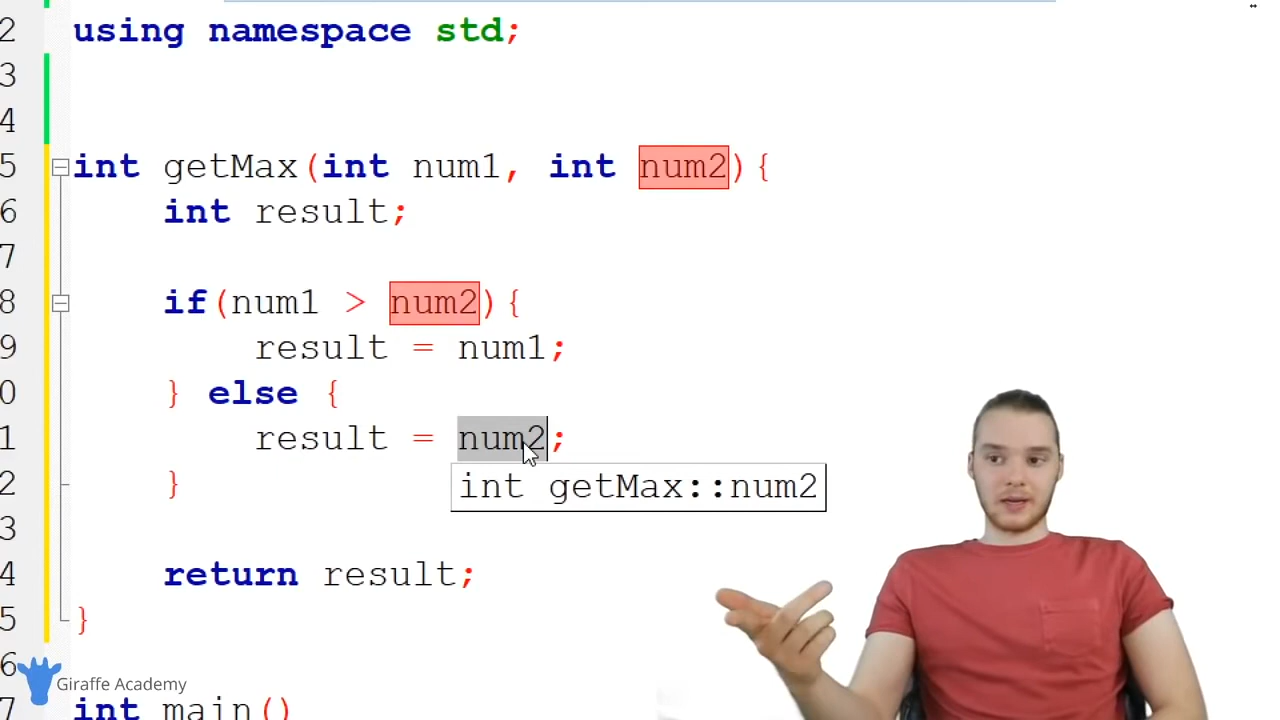 2 using namespace std;
3
4
5 int getMax(int num1, int num2){
6 int result;
7
8 if(num1 > num2){
9 result = num1;
0 } else {
1 result = num2;
int getMax::num2
2 }
3
4 return result;
5 }
6
Giraffe Academy
7 int main()